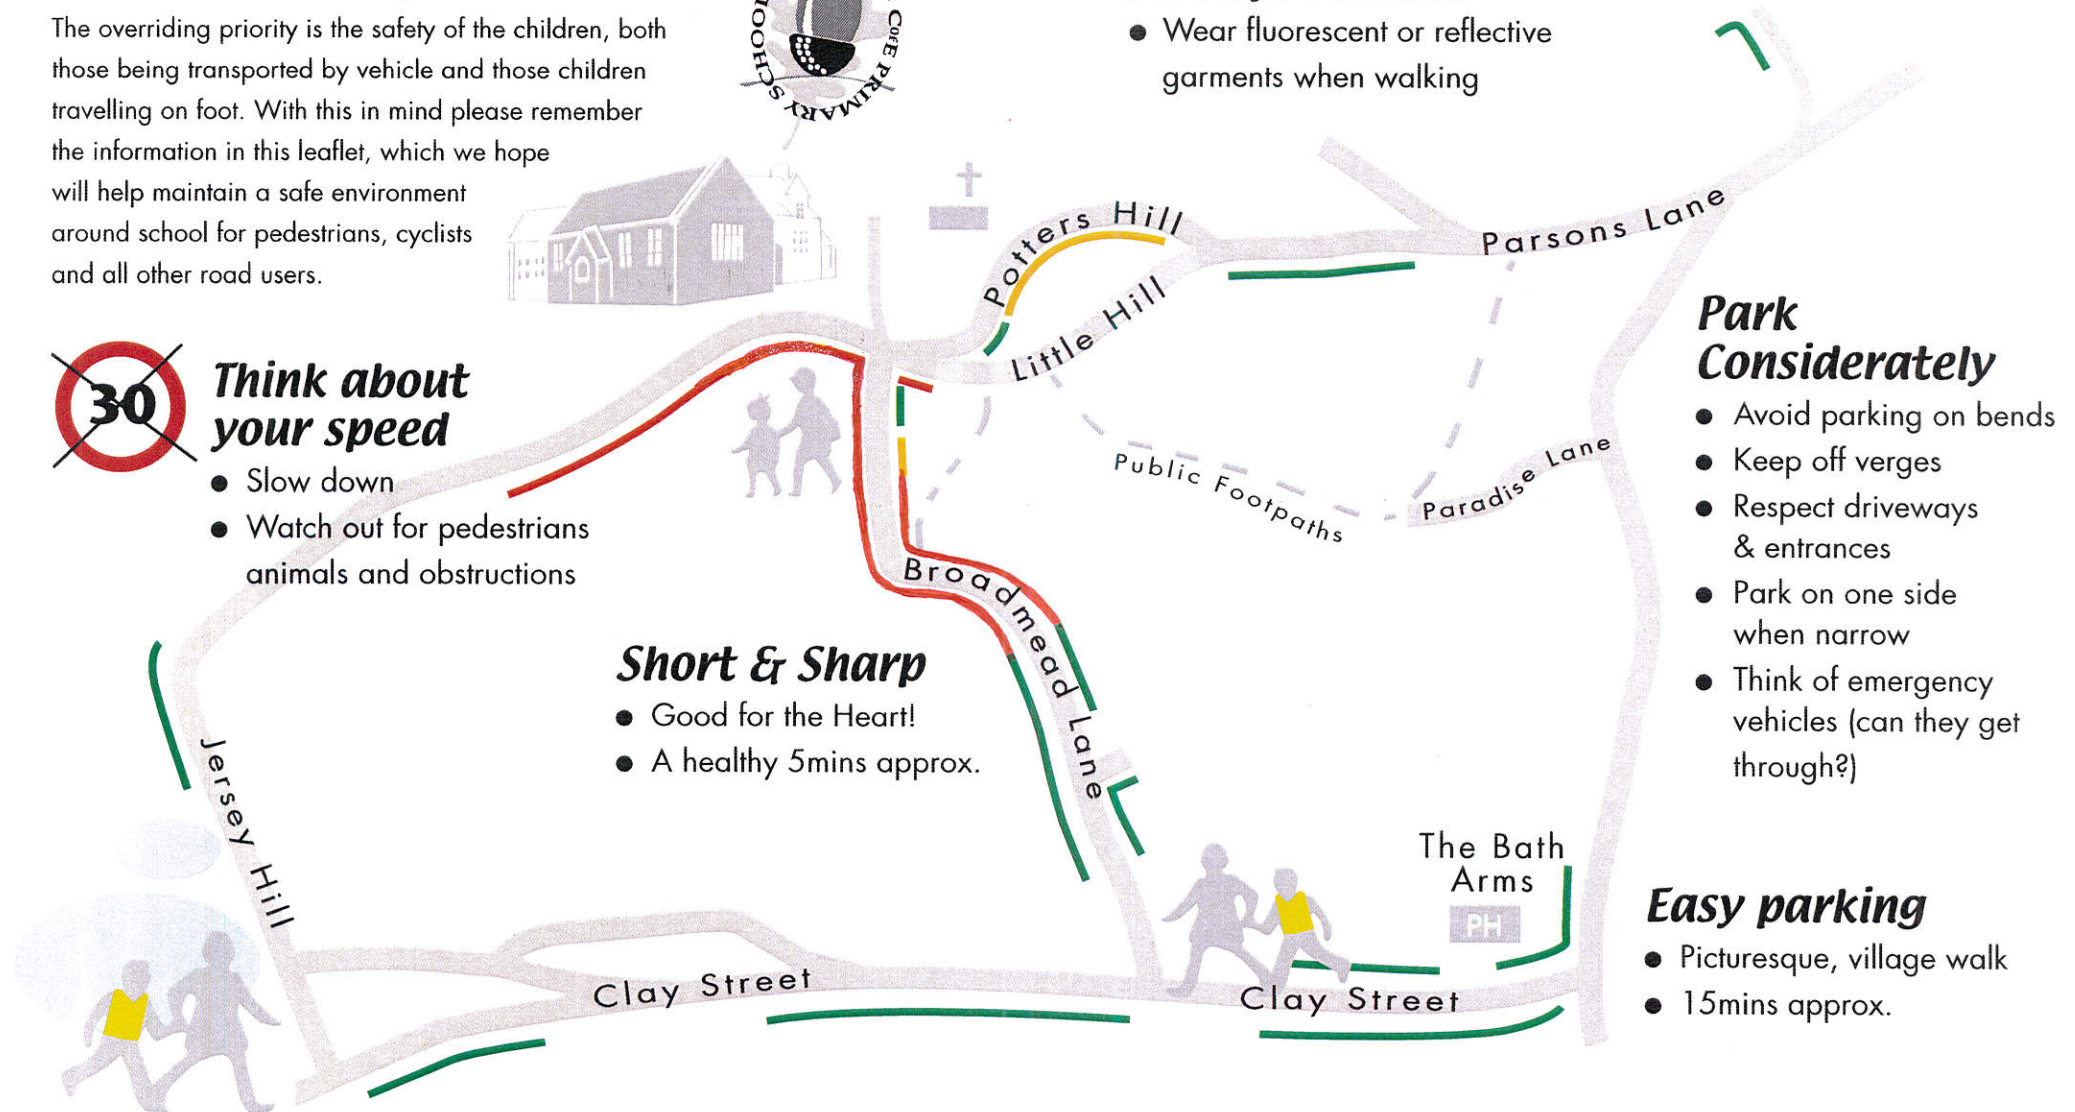 The overriding priority is the safety of the children, both
those being transported by vehicle and those children
travelling on foot. With this in mind please remember
the information in this leaflet, which we hope
will help maintain a safe environment
around school for pedestrians, cyclists
and all other road users.
CofE PRIMARY SCHOOL
● Wear fluorescent or reflective
garments when walking
30
Think about
your speed
● Slow down
● Watch out for pedestrians
animals and obstructions
Potters Hill
Little Hill
Parsons Lane
Public Footpaths
Paradise Lane
Broadmead Lane
Short & Sharp
● Good for the Heart!
● A healthy 5mins approx.
Park
Considerately
● Avoid parking on bends
● Keep off verges
● Respect driveways
& entrances
● Park on one side
when narrow
● Think of emergency
vehicles (can they get
through?)
Jersey Hill
The Bath
Arms
PH
Clay Street
Clay Street
Easy parking
● Picturesque, village walk
● 15mins approx.